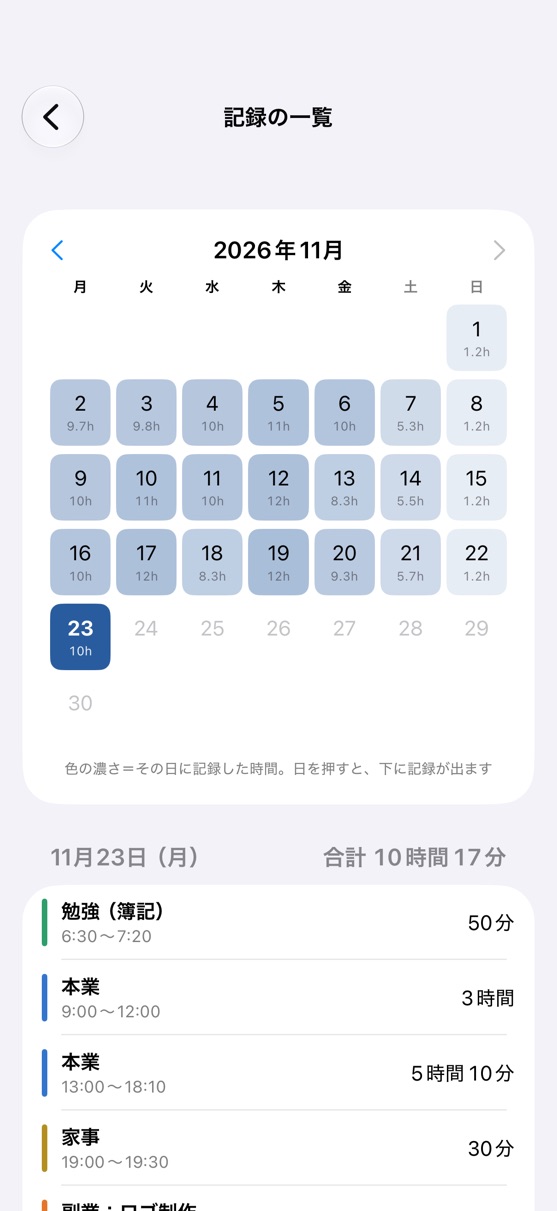 記録の一覧
2026年11月
月 火 水 木 金 土 日
1
1.2h
2 3 4 5 6 7 8
9.7h 9.8h 10h 11h 10h 5.3h 1.2h
9 10 11 12 13 14 15
10h 11h 10h 12h 8.3h 5.5h 1.2h
16 17 18 19 20 21 22
10h 12h 8.3h 12h 9.3h 5.7h 1.2h
23 24 25 26 27 28 29
10h
30
色の濃さ＝その日に記録した時間。日を押すと、下に記録が出ます
11月23日（月） 合計 10時間17分
勉強（簿記）
6:30〜7:20 50分
本業
9:00〜12:00 3時間
本業
13:00〜18:10 5時間10分
家事
19:00〜19:30 30分
副業：ロゴ制作